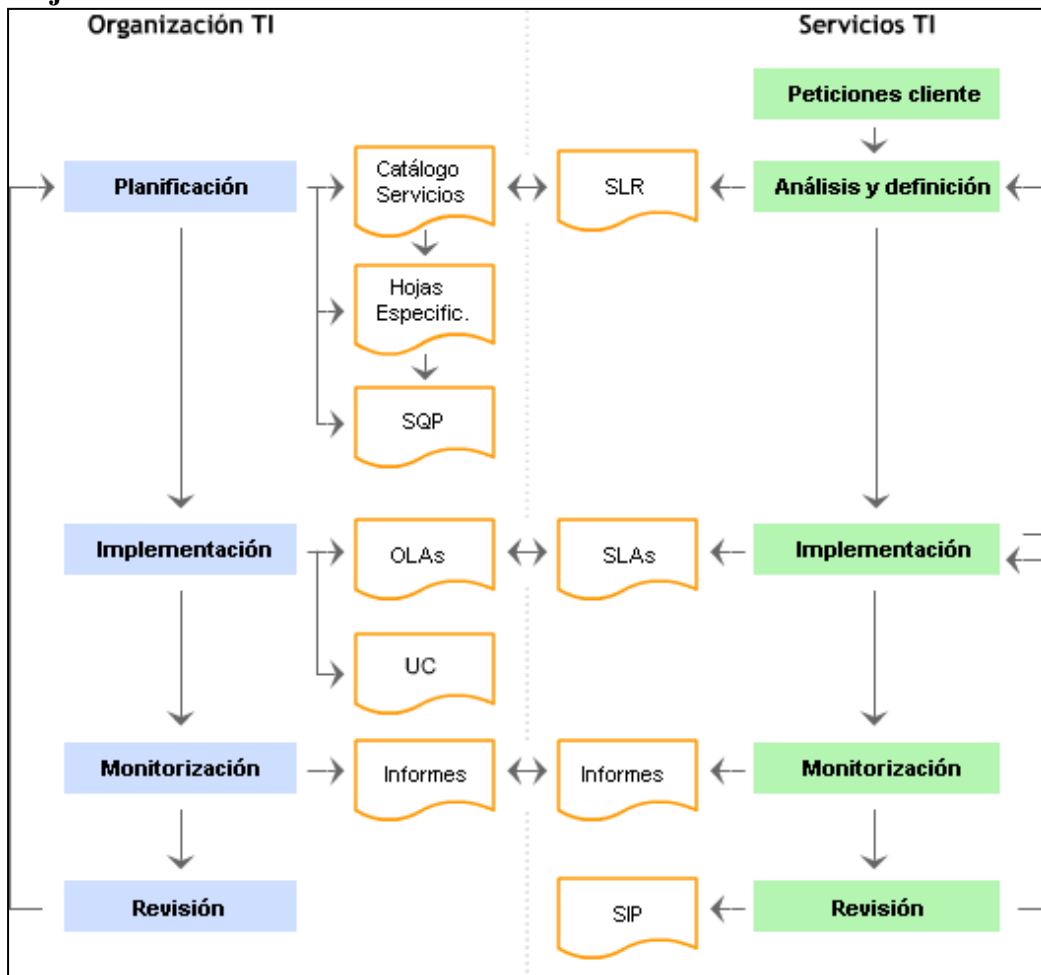 Organización TI
Servicios TI
Peticiones cliente
Planificación
Catálogo
Servicios
SLR
Análisis y definición
Hojas
Especific.
SQP
Implementación
OLAs
SLAs
Implementación
UC
Monitorización
Informes
Informes
Monitorización
Revisión
SIP
Revisión